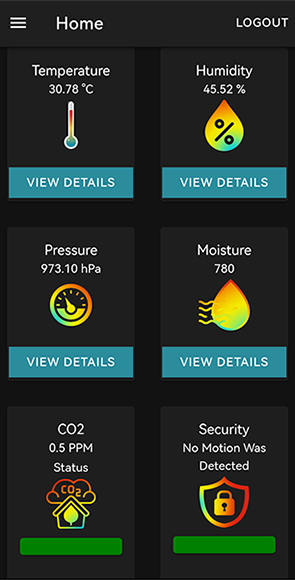 Home
LOGOUT
Temperature
30.78 °C
VIEW DETAILS
Humidity
45.52 %
%
VIEW DETAILS
Pressure
973.10 hPa
VIEW DETAILS
Moisture
780
VIEW DETAILS
CO2
0.5 PPM
Status
CO2
Security
No Motion Was
Detected